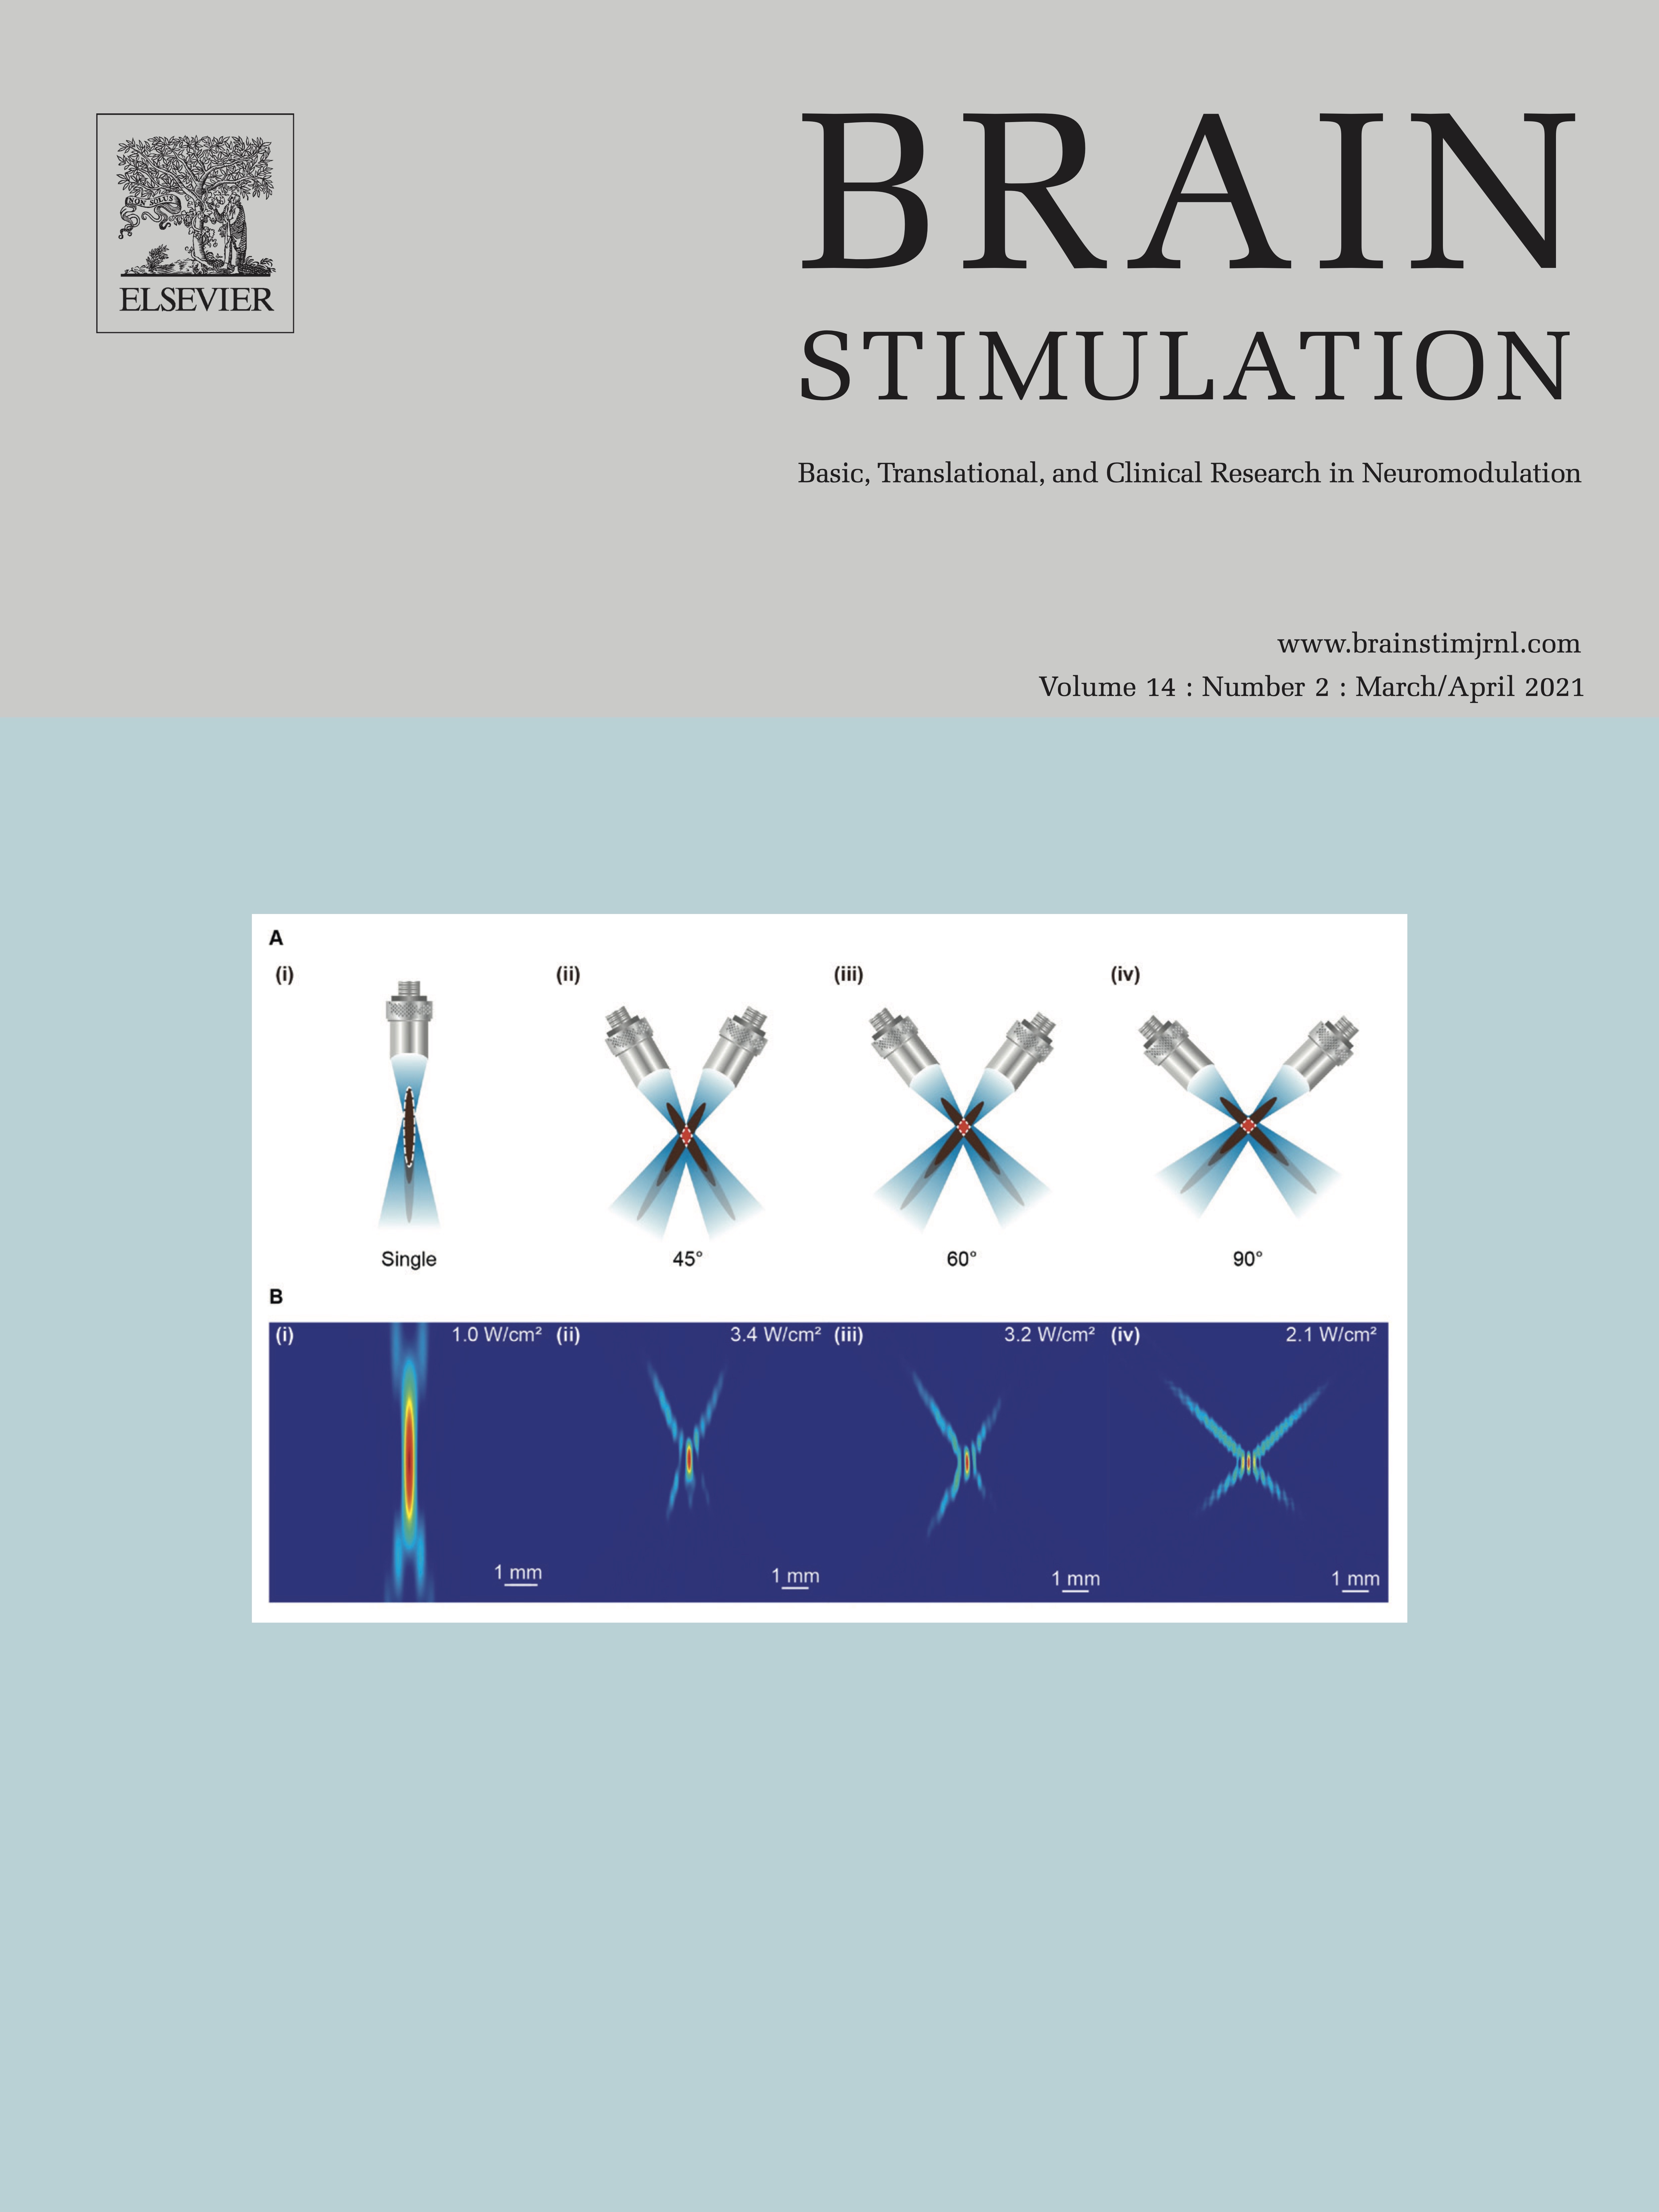 NON SOLUS
ELSEVIER
BRAIN
STIMULATION
Basic, Translational, and Clinical Research in Neuromodulation
www.brainstimjrnl.com
Volume 14 : Number 2 : March/April 2021
A
(i)
(ii)
(iii)
(iv)
Single
45°
60°
90°
B
(i)
1.0 W/cm²
(ii)
3.4 W/cm²
(iii)
3.2 W/cm²
(iv)
2.1 W/cm²
1 mm
1 mm
1 mm
1 mm